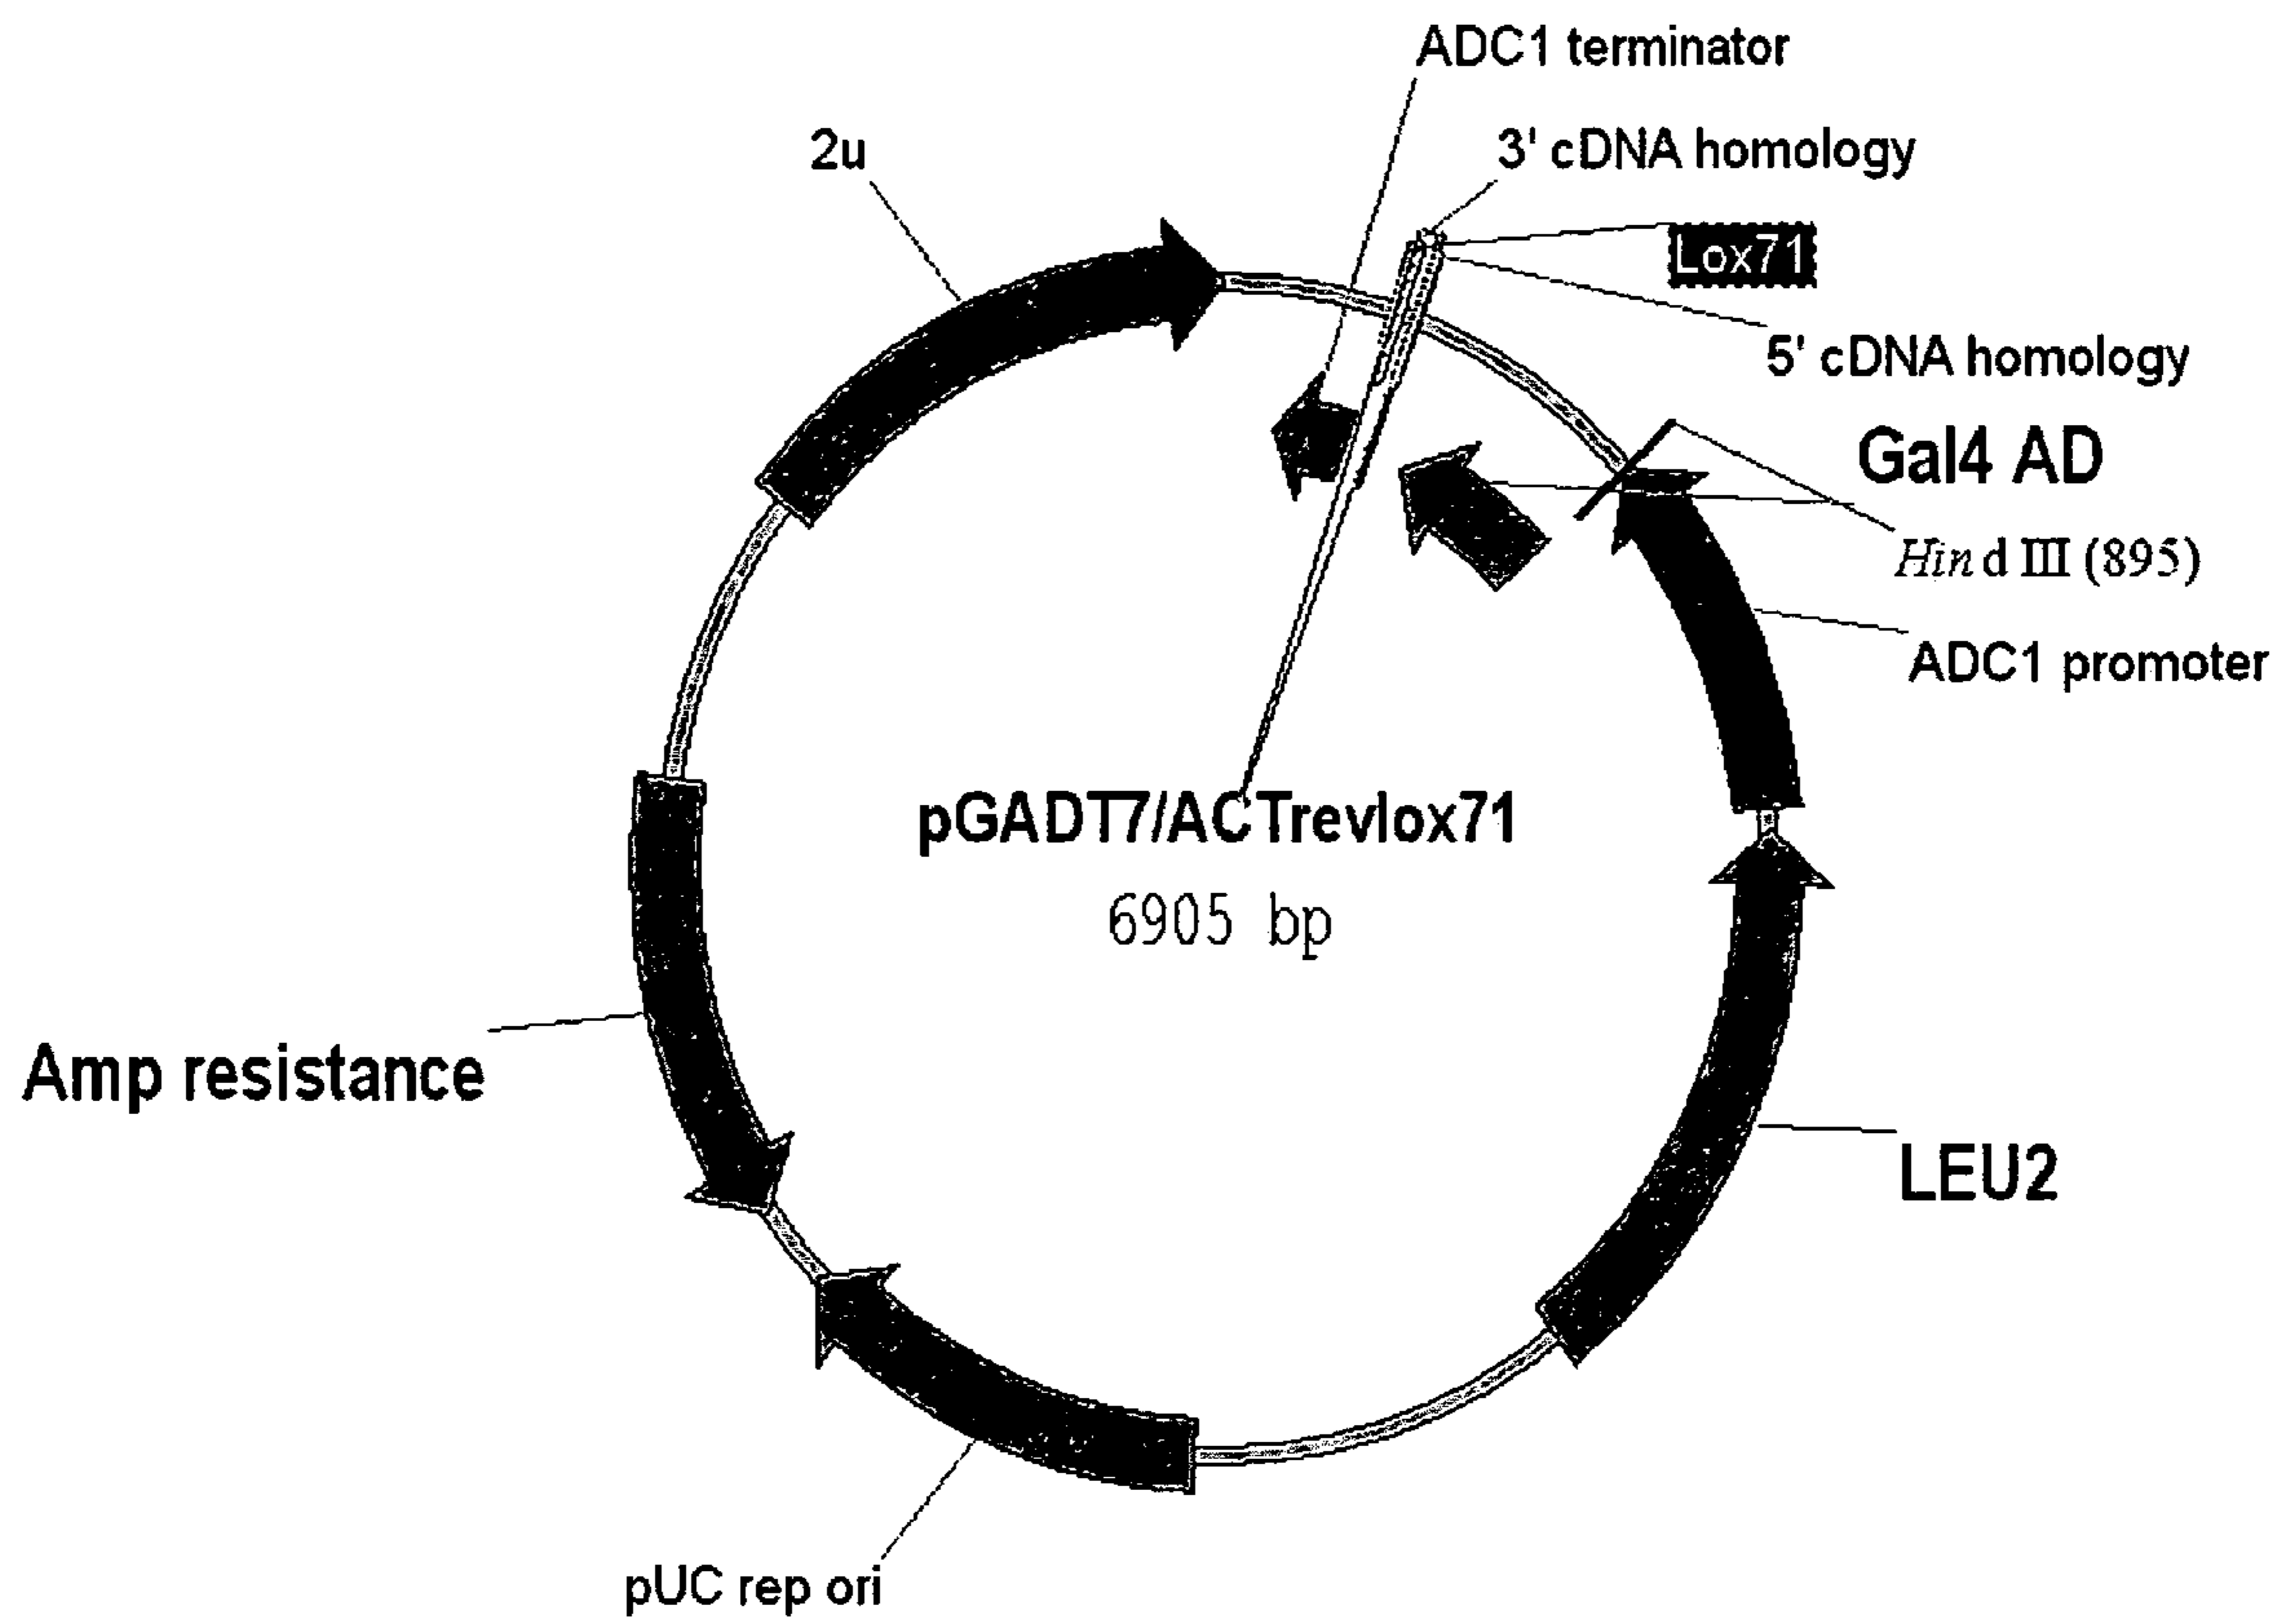 ADC1 terminator
2u
3' cDNA homology
Lox71
5' cDNA homology
Gal4 AD
Hind III (895)
ADC1 promoter
pGADT7/ACTrevlox71
6905 bp
Amp resistance
LEU2
pUC rep ori